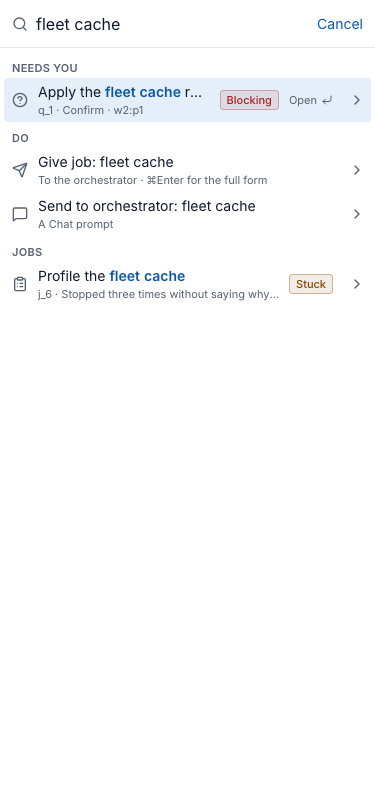 fleet cache
Cancel
NEEDS YOU
Apply the fleet cache r...
Blocking
Open
q_1 · Confirm · w2:p1
DO
Give job: fleet cache
To the orchestrator · ⌘Enter for the full form
Send to orchestrator: fleet cache
A Chat prompt
JOBS
Profile the fleet cache
j_6 · Stopped three times without saying why...
Stuck